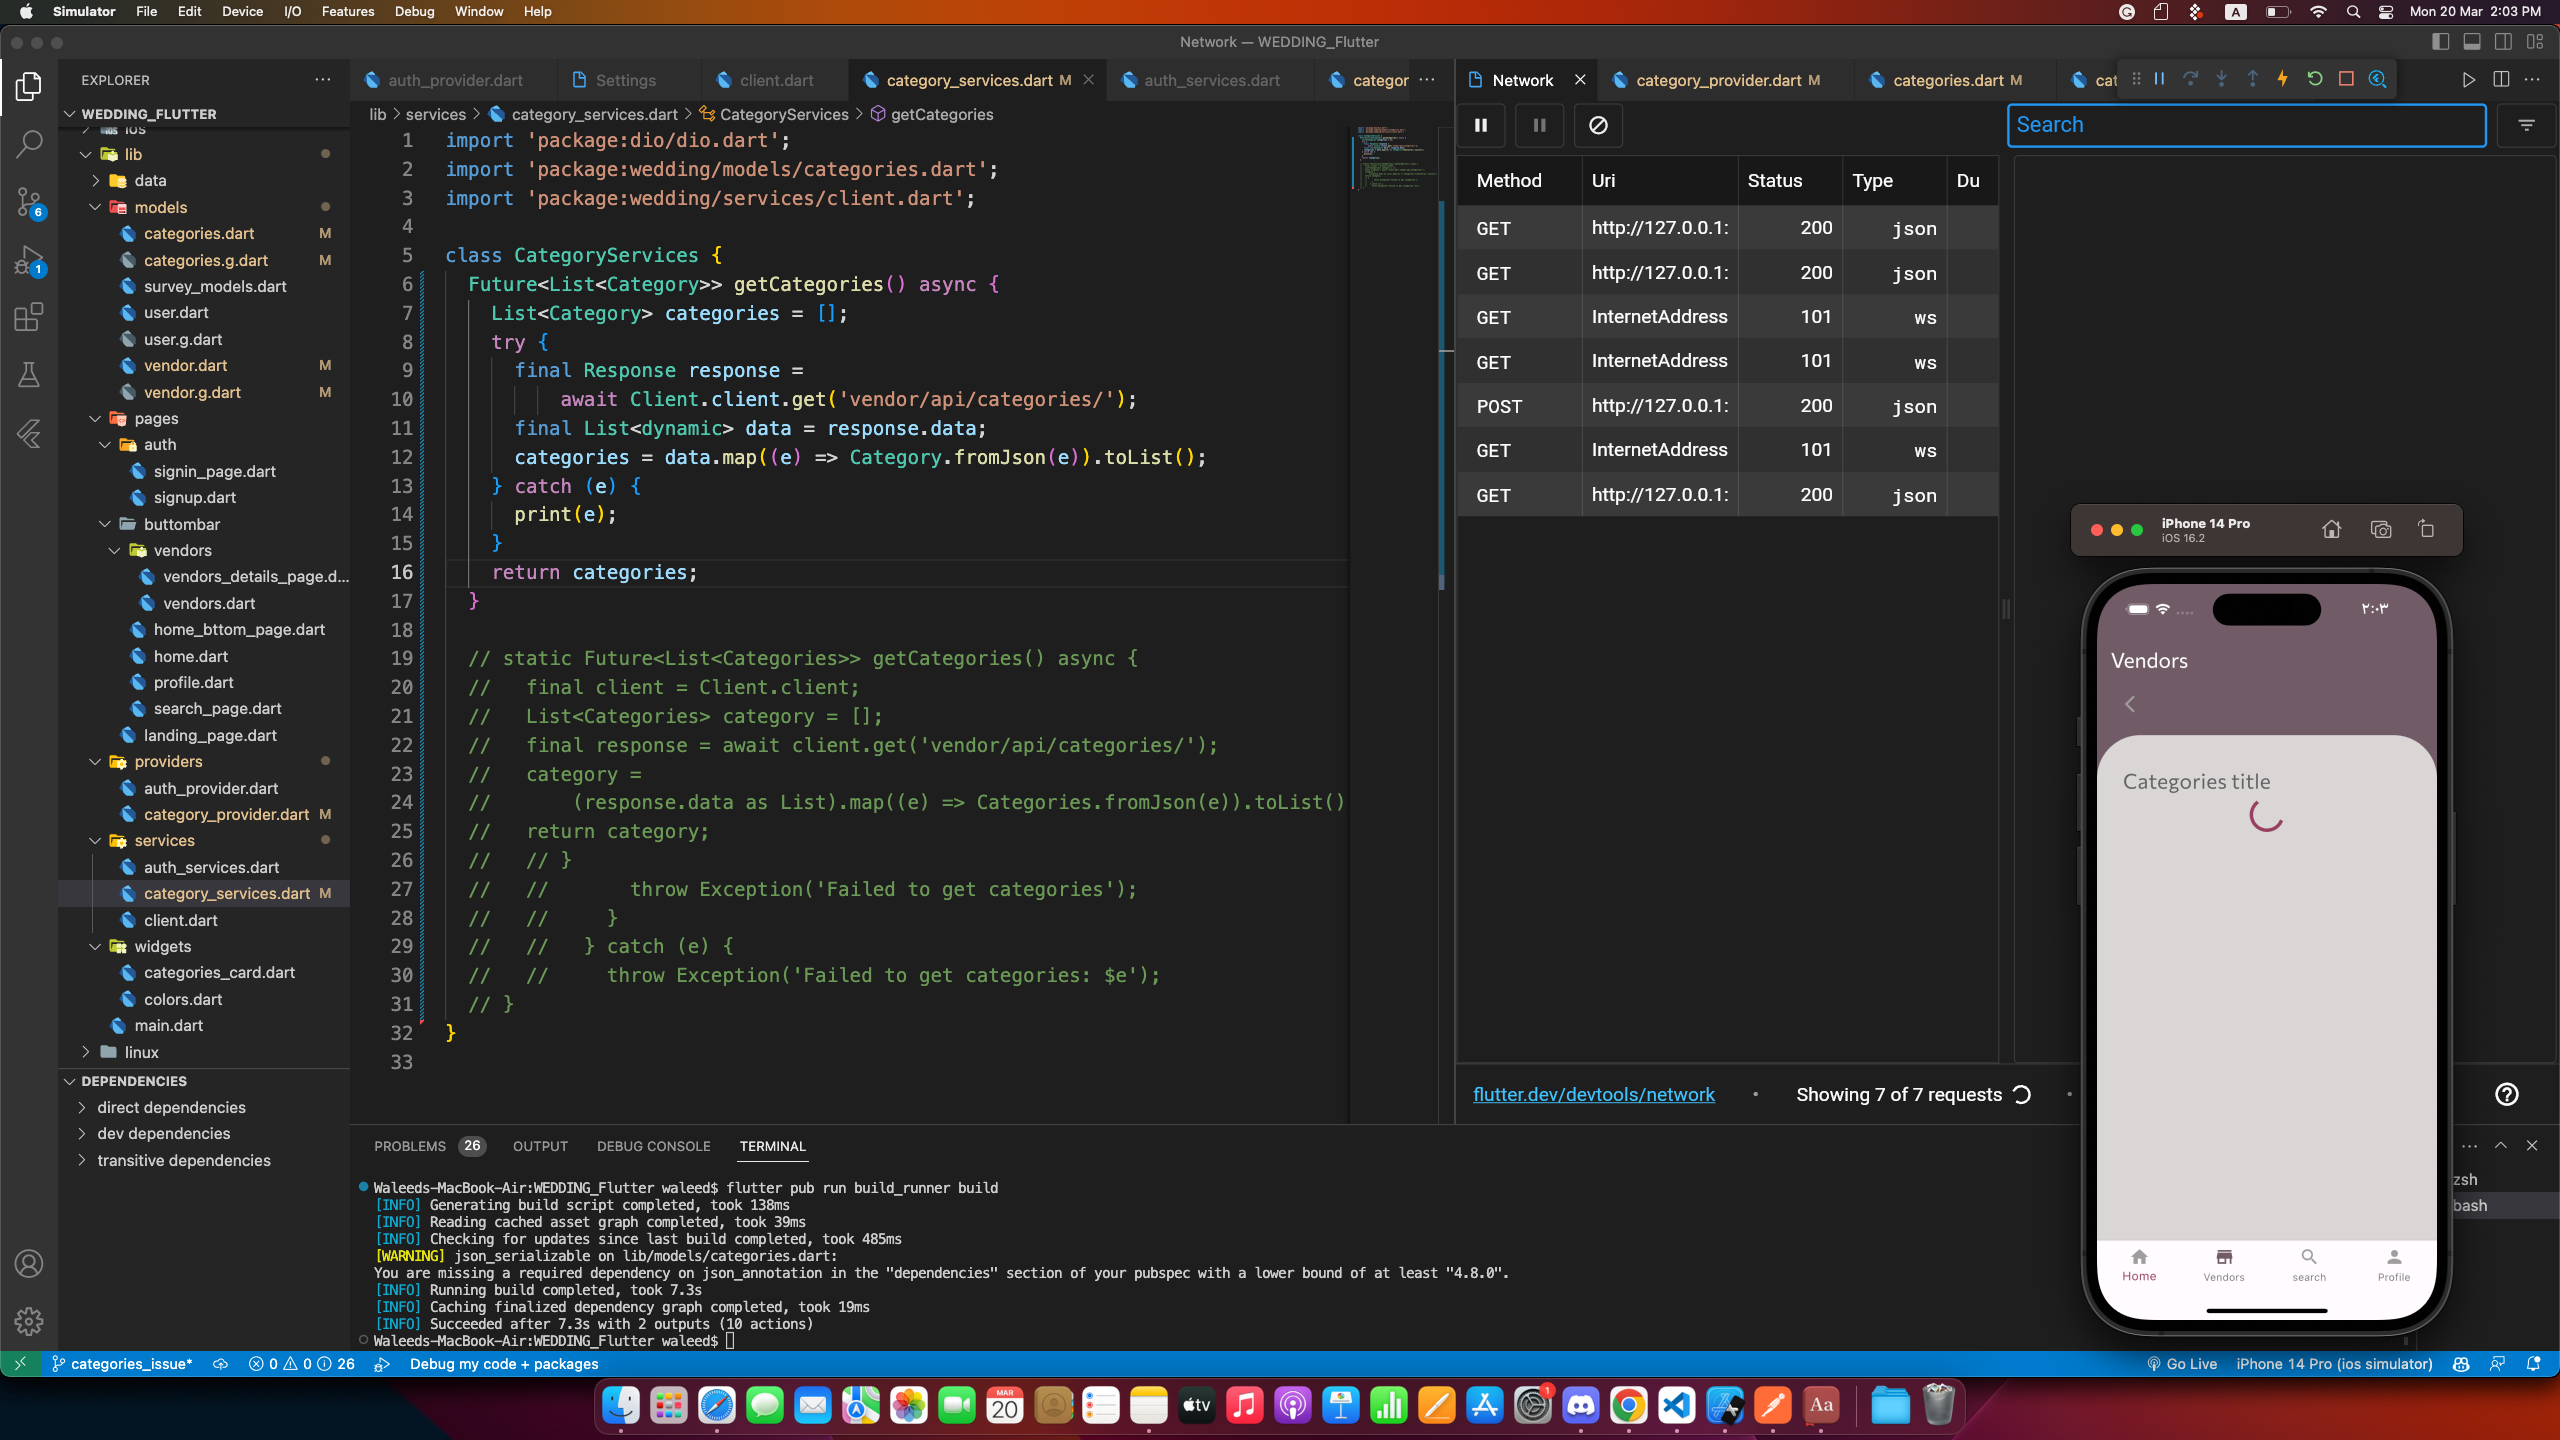 Simulator File Edit Device I/O Features Debug Window Help
A Mon 20 Mar 2:03 PM
Network — WEDDING_Flutter
EXPLORER
WEDDING_FLUTTER
ios
lib
data
models
categories.dart M
categories.g.dart M
survey_models.dart
user.dart
user.g.dart
vendor.dart M
vendor.g.dart M
pages
auth
signin_page.dart
signup.dart
buttombar
vendors
vendors_details_page.d...
vendors.dart
home_bttom_page.dart
home.dart
profile.dart
search_page.dart
landing_page.dart
providers
auth_provider.dart
category_provider.dart M
services
auth_services.dart
category_services.dart M
client.dart
widgets
categories_card.dart
colors.dart
main.dart
linux
DEPENDENCIES
direct dependencies
dev dependencies
transitive dependencies
6
1
auth_provider.dart Settings client.dart category_services.dart M auth_services.dart categor
lib > services > category_services.dart > CategoryServices > getCategories
1 import 'package:dio/dio.dart';
2 import 'package:wedding/models/categories.dart';
3 import 'package:wedding/services/client.dart';
4
5 class CategoryServices {
6 Future<List<Category>> getCategories() async {
7 List<Category> categories = [];
8 try {
9 final Response response =
10 await Client.client.get('vendor/api/categories/');
11 final List<dynamic> data = response.data;
12 categories = data.map((e) => Category.fromJson(e)).toList();
13 } catch (e) {
14 print(e);
15 }
16 return categories;
17 }
18
19 // static Future<List<Categories>> getCategories() async {
20 // final client = Client.client;
21 // List<Categories> category = [];
22 // final response = await client.get('vendor/api/categories/');
23 // category =
24 // (response.data as List).map((e) => Categories.fromJson(e)).toList()
25 // return category;
26 // // }
27 // // throw Exception('Failed to get categories');
28 // // }
29 // // } catch (e) {
30 // // throw Exception('Failed to get categories: $e');
31 // }
32 }
33
Network category_provider.dart M categories.dart M cat
Search
Method Uri Status Type Du
GET http://127.0.0.1: 200 json
GET http://127.0.0.1: 200 json
GET InternetAddress 101 ws
GET InternetAddress 101 ws
POST http://127.0.0.1: 200 json
GET InternetAddress 101 ws
GET http://127.0.0.1: 200 json
flutter.dev/devtools/network • Showing 7 of 7 requests •
iPhone 14 Pro
iOS 16.2
٢:٠٣
Vendors
Categories title
Home Vendors search Profile
PROBLEMS 26 OUTPUT DEBUG CONSOLE TERMINAL
Waleeds-MacBook-Air:WEDDING_Flutter waleed$ flutter pub run build_runner build
[INFO] Generating build script completed, took 138ms
[INFO] Reading cached asset graph completed, took 39ms
[INFO] Checking for updates since last build completed, took 485ms
[WARNING] json_serializable on lib/models/categories.dart:
You are missing a required dependency on json_annotation in the "dependencies" section of your pubspec with a lower bound of at least "4.8.0".
[INFO] Running build completed, took 7.3s
[INFO] Caching finalized dependency graph completed, took 19ms
[INFO] Succeeded after 7.3s with 2 outputs (10 actions)
Waleeds-MacBook-Air:WEDDING_Flutter waleed$
zsh
bash
categories_issue* 0 0 26 Debug my code + packages
Go Live iPhone 14 Pro (ios simulator)
MAR
20
tv
1
Aa